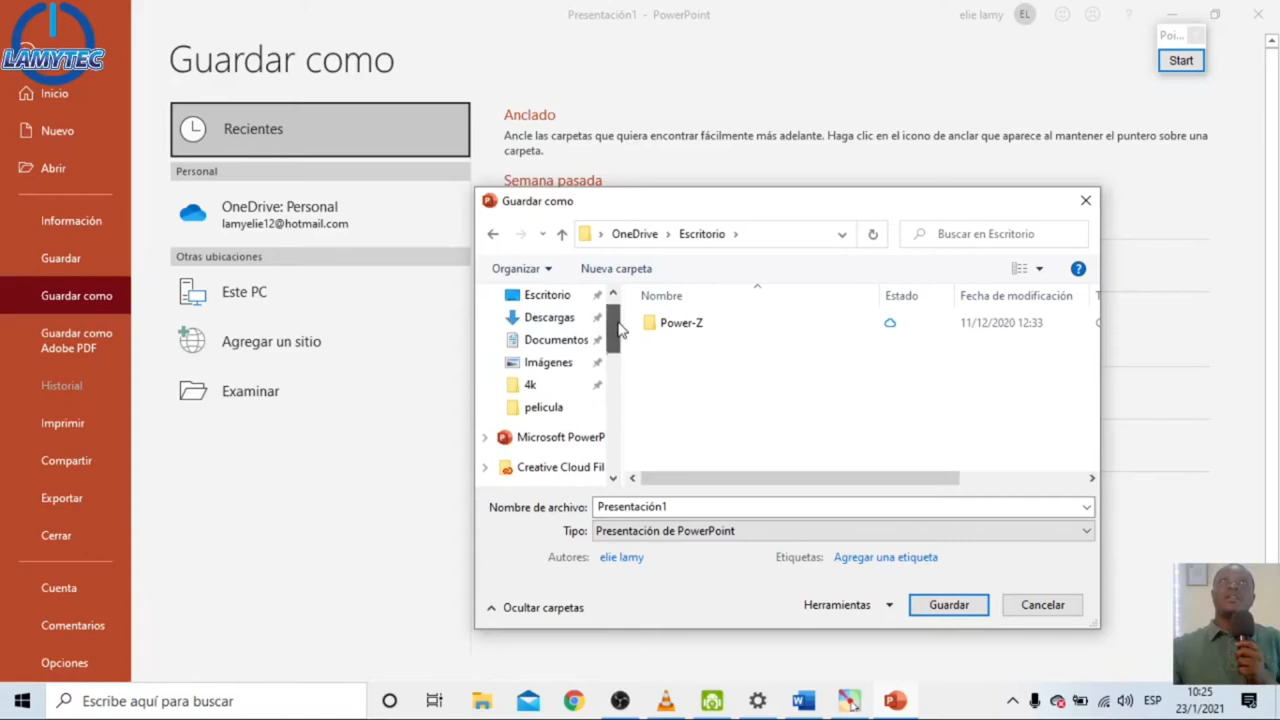 LAMYTEC
Presentación1 - PowerPoint
elie lamy
EL
?
Poi...
Start
Guardar como
Inicio
Nuevo
Abrir
Información
Guardar
Guardar como
Guardar como
Adobe PDF
Historial
Imprimir
Compartir
Exportar
Cerrar
Cuenta
Comentarios
Opciones
Recientes
Personal
OneDrive: Personal
lamyelie12@hotmail.com
Otras ubicaciones
Este PC
Agregar un sitio
Examinar
Anclado
Ancle las carpetas que quiera encontrar fácilmente más adelante. Haga clic en el icono de anclar que aparece al mantener el puntero sobre una
carpeta.
Semana pasada
Guardar como
OneDrive > Escritorio >
Buscar en Escritorio
Organizar
Nueva carpeta
?
Escritorio
Descargas
Documentos
Imágenes
4k
pelicula
Microsoft PowerP
Creative Cloud Fil
Nombre
Estado
Fecha de modificación
T
Power-Z
11/12/2020 12:33
C
Nombre de archivo: Presentación1
Tipo: Presentación de PowerPoint
Autores: elie lamy
Etiquetas: Agregar una etiqueta
Ocultar carpetas
Herramientas
Guardar
Cancelar
Escribe aquí para buscar
ESP
10:25
23/1/2021